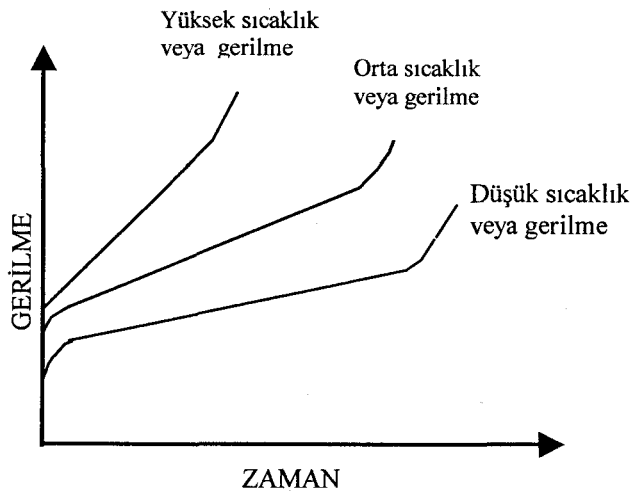 Yüksek sıcaklık
veya gerilme
Orta sıcaklık
veya gerilme
Düşük sıcaklık
veya gerilme
GERİLME
ZAMAN